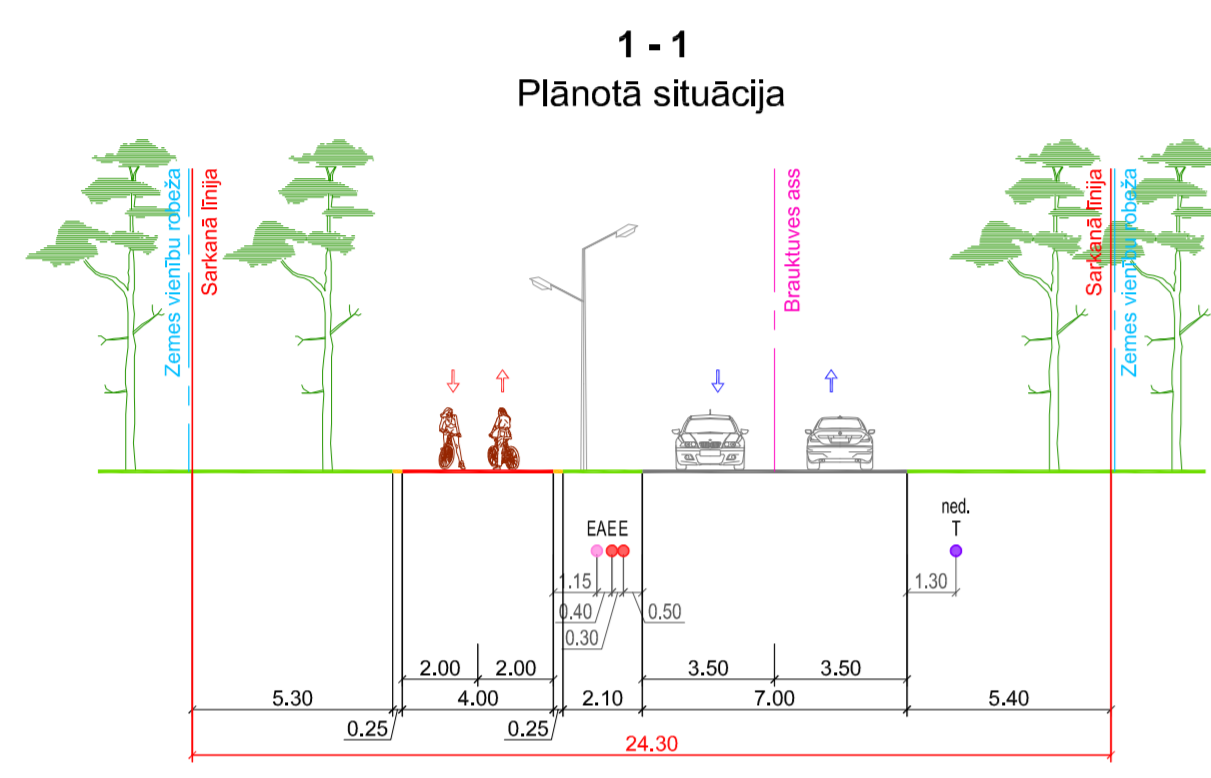 1 - 1
Plānotā situācija
Zemes vienību robeža
Sarkanā līnija
Brauktuves ass
Sarkanā līnija
Zemes vienību robeža
ned.
EA E E
T
1.15
1.30
0.40
0.50
0.30
2.00 2.00
3.50 3.50
5.30
4.00
2.10
7.00
5.40
0.25
0.25
24.30